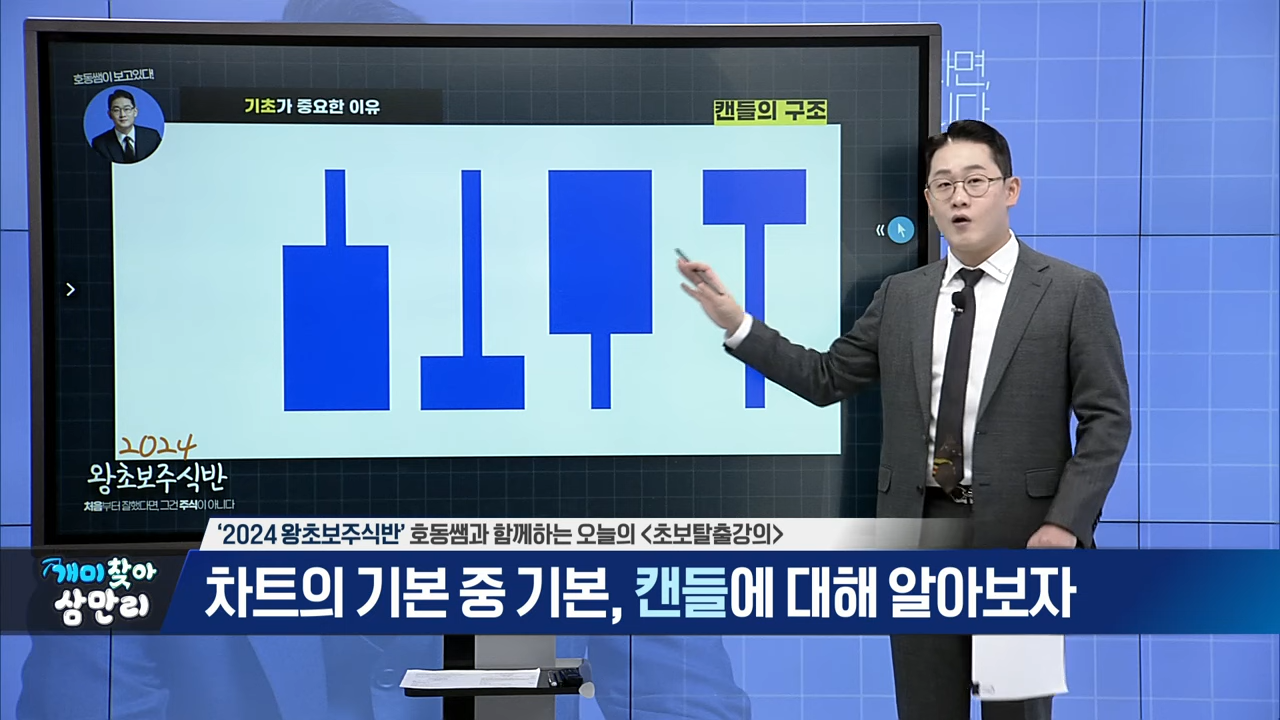 호동쌤이 보고있다!
기초가 중요한 이유
캔들의 구조
2024
왕초보주식반
처음부터 잘했다면, 그건 주식이 아니다
'2024 왕초보주식반' 호동쌤과 함께하는 오늘의 <초보탈출강의>
개미찾아
삼만리
차트의 기본 중 기본, 캔들에 대해 알아보자